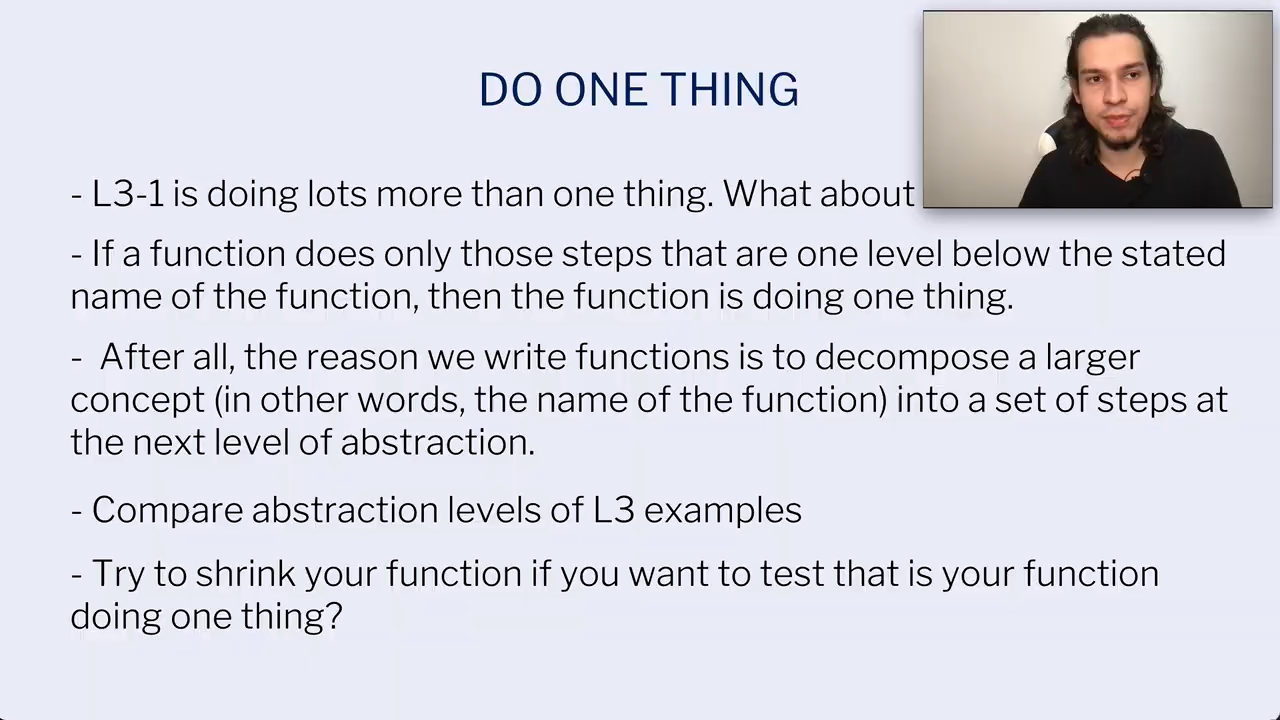 DO ONE THING
- L3-1 is doing lots more than one thing. What about
- If a function does only those steps that are one level below the stated
name of the function, then the function is doing one thing.
- After all, the reason we write functions is to decompose a larger
concept (in other words, the name of the function) into a set of steps at
the next level of abstraction.
- Compare abstraction levels of L3 examples
- Try to shrink your function if you want to test that is your function
doing one thing?